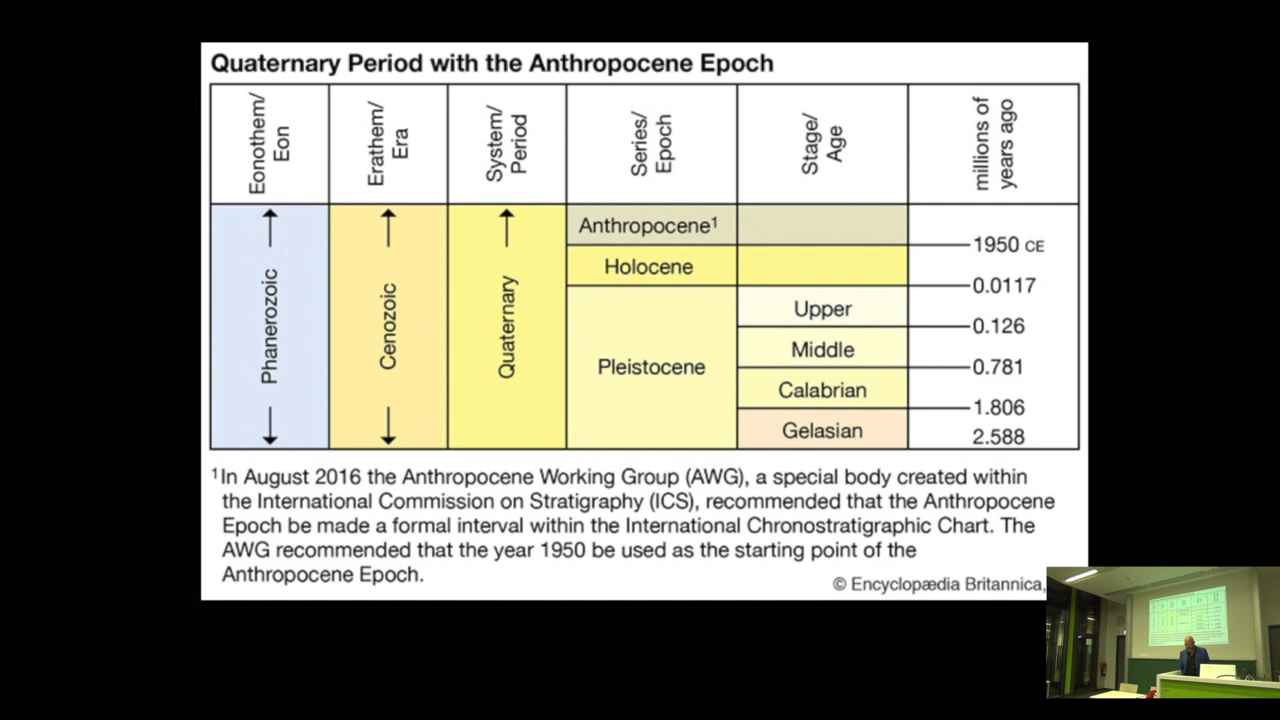 Quaternary Period with the Anthropocene Epoch
Eonothem/
Eon
Erathem/
Era
System/
Period
Series/
Epoch
Stage/
Age
millions of
years ago
Phanerozoic
Cenozoic
Quaternary
Anthropocene¹
1950 CE
Holocene
0.0117
Pleistocene
Upper
0.126
Middle
0.781
Calabrian
1.806
Gelasian
2.588
¹In August 2016 the Anthropocene Working Group (AWG), a special body created within
the International Commission on Stratigraphy (ICS), recommended that the Anthropocene
Epoch be made a formal interval within the International Chronostratigraphic Chart. The
AWG recommended that the year 1950 be used as the starting point of the
Anthropocene Epoch.
© Encyclopædia Britannica,